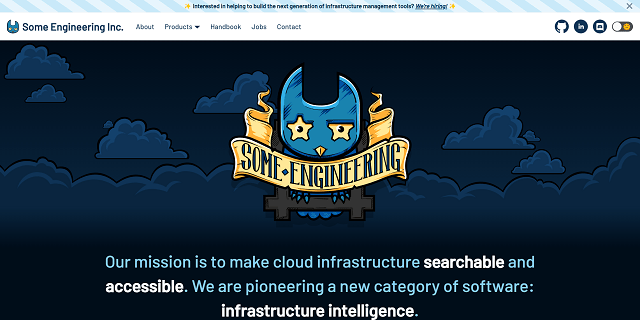 ✨ Interested in helping to build the next generation of infrastructure management tools? We're hiring! ✨
Some Engineering Inc. About Products Handbook Jobs Contact
SOME ENGINEERING
Our mission is to make cloud infrastructure searchable and
accessible. We are pioneering a new category of software:
infrastructure intelligence.